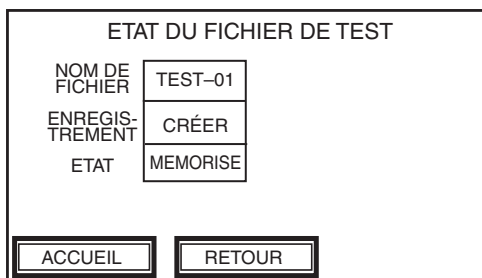 ETAT DU FICHIER DE TEST
NOM DE
FICHIER
TEST–01
ENREGIS-
TREMENT
CRÉER
ETAT
MEMORISE
ACCUEIL
RETOUR